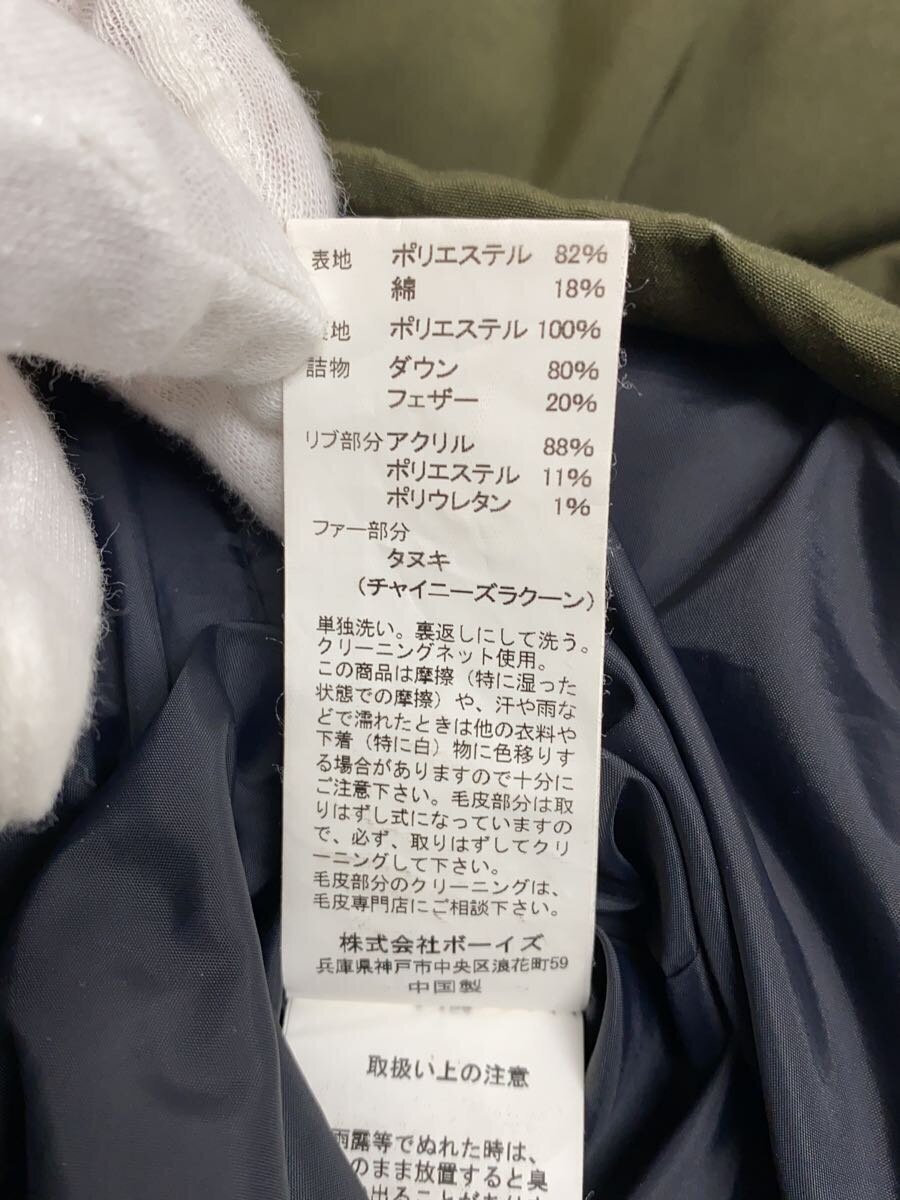 表地 ポリエステル 82%
綿 18%
地 ポリエステル 100%
詰物 ダウン 80%
フェザー 20%
リブ部分 アクリル 88%
ポリエステル 11%
ポリウレタン 1%
ファー部分
タヌキ
(チャイニーズラクーン)
単独洗い。裏返しにして洗う。
クリーニングネット使用。
この商品は摩擦（特に湿った
状態での摩擦）や、汗や雨な
どで濡れたときは他の衣料や
下着（特に白）物に色移りす
る場合がありますので十分に
ご注意下さい。毛皮部分は取
りはずし式になっていますの
で、必ず、取りはずしてクリ
ーニングして下さい。
毛皮部分のクリーニングは、
毛皮専門店にご相談下さい。
株式会社ボーイズ
兵庫県神戸市中央区浪花町59
中国製
取扱い上の注意
雨露等でぬれた時は、
のまま放置すると臭
出ることがあります